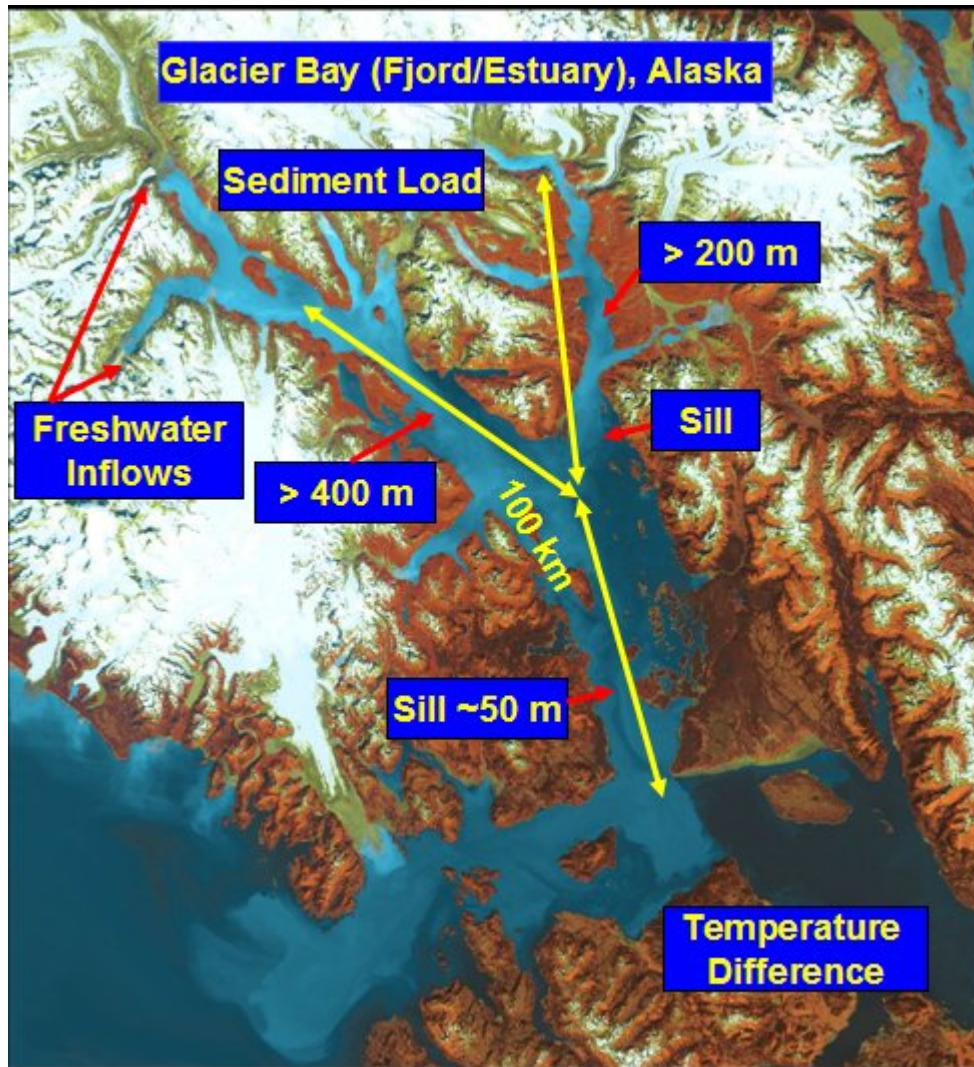 Glacier Bay (Fjord/Estuary), Alaska
Sediment Load
> 200 m
Freshwater
Inflows
Sill
> 400 m
100 km
Sill ~50 m
Temperature
Difference